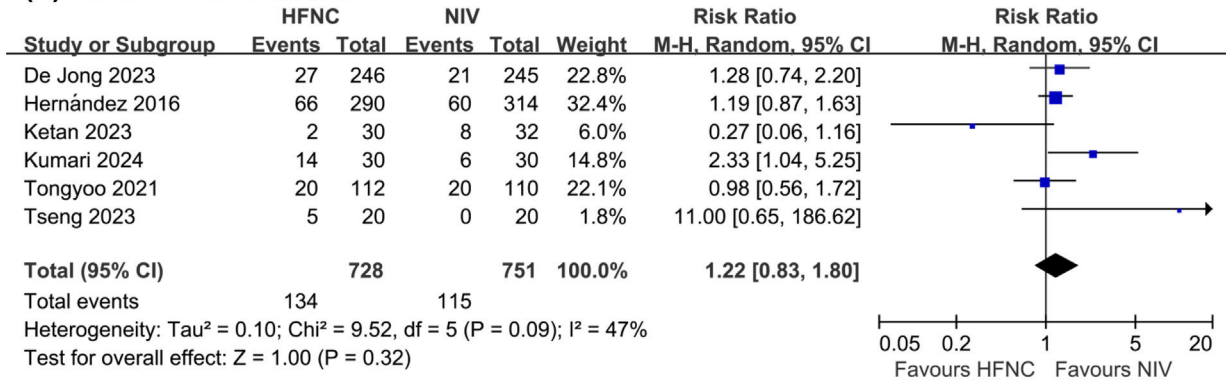 HFNC NIV Risk Ratio Risk Ratio
Study or Subgroup Events Total Events Total Weight M-H, Random, 95% CI M-H, Random, 95% CI
De Jong 2023 27 246 21 245 22.8% 1.28 [0.74, 2.20]
Hernández 2016 66 290 60 314 32.4% 1.19 [0.87, 1.63]
Ketan 2023 2 30 8 32 6.0% 0.27 [0.06, 1.16]
Kumari 2024 14 30 6 30 14.8% 2.33 [1.04, 5.25]
Tongyoo 2021 20 112 20 110 22.1% 0.98 [0.56, 1.72]
Tseng 2023 5 20 0 20 1.8% 11.00 [0.65, 186.62]
Total (95% CI) 728 751 100.0% 1.22 [0.83, 1.80]
Total events 134 115
Heterogeneity: Tau² = 0.10; Chi² = 9.52, df = 5 (P = 0.09); I² = 47%
Test for overall effect: Z = 1.00 (P = 0.32)
0.05 0.2 1 5 20
Favours HFNC Favours NIV